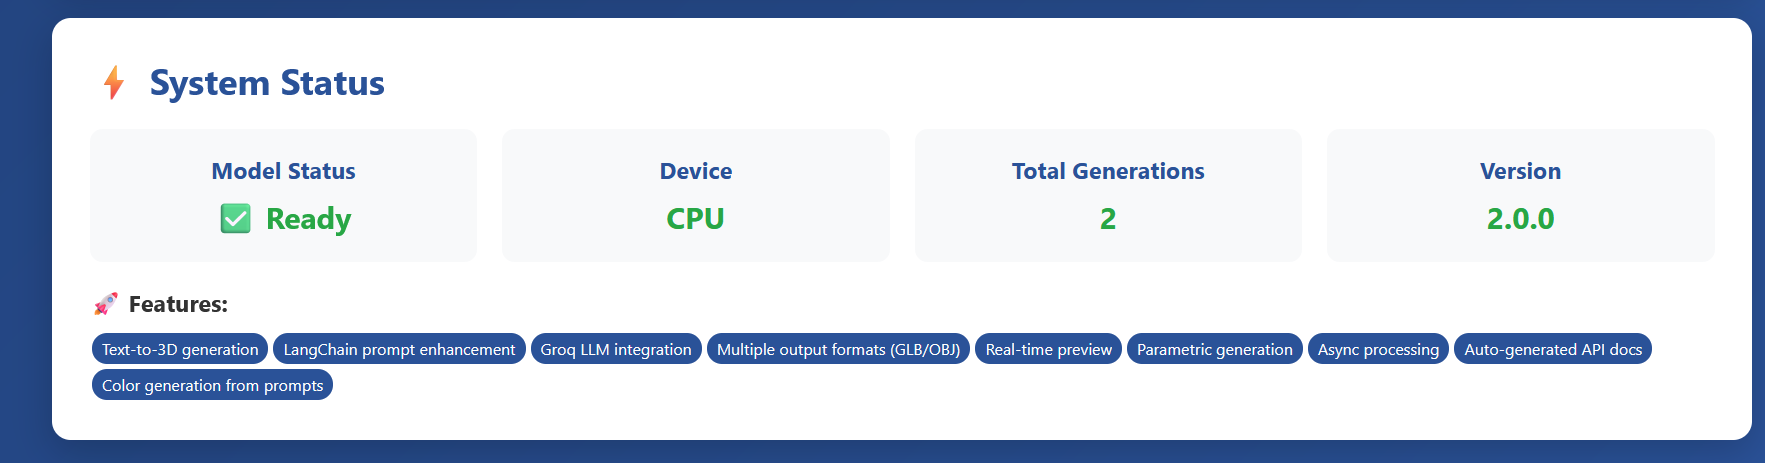 ⚡ System Status
Model Status
✅ Ready
Device
CPU
Total Generations
2
Version
2.0.0
🚀 Features:
Text-to-3D generation
LangChain prompt enhancement
Groq LLM integration
Multiple output formats (GLB/OBJ)
Real-time preview
Parametric generation
Async processing
Auto-generated API docs
Color generation from prompts